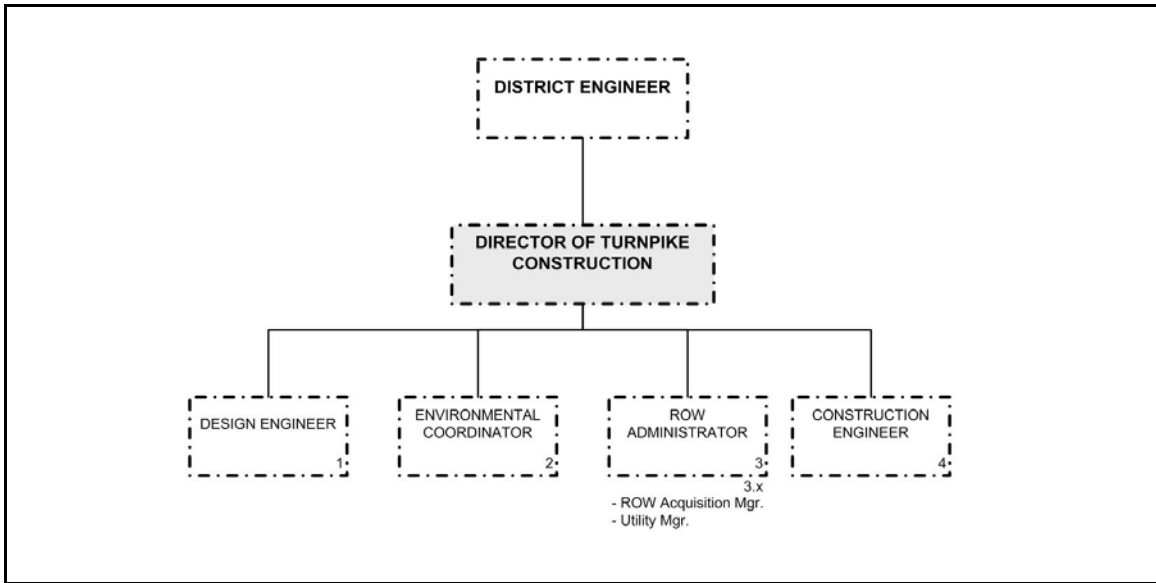 DISTRICT ENGINEER
DIRECTOR OF TURNPIKE
CONSTRUCTION
DESIGN ENGINEER
1
ENVIRONMENTAL
COORDINATOR
2
ROW
ADMINISTRATOR
3
3.x
- ROW Acquisition Mgr.
- Utility Mgr.
CONSTRUCTION
ENGINEER
4